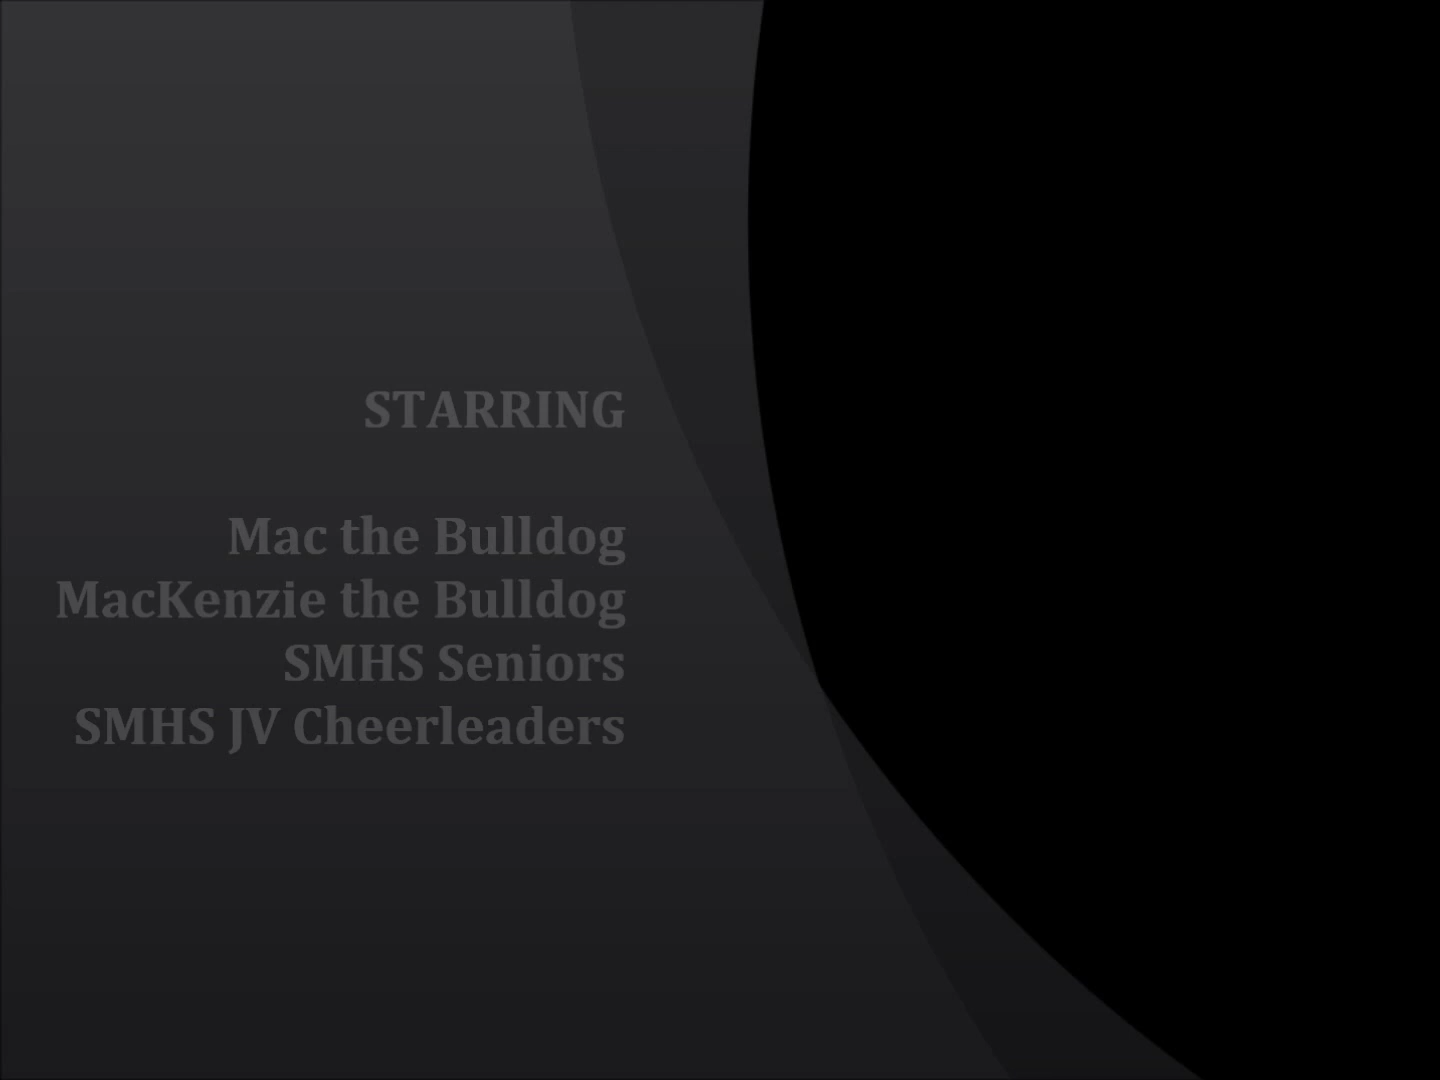 STARRING
Mac the Bulldog
MacKenzie the Bulldog
SMHS Seniors
SMHS JV Cheerleaders